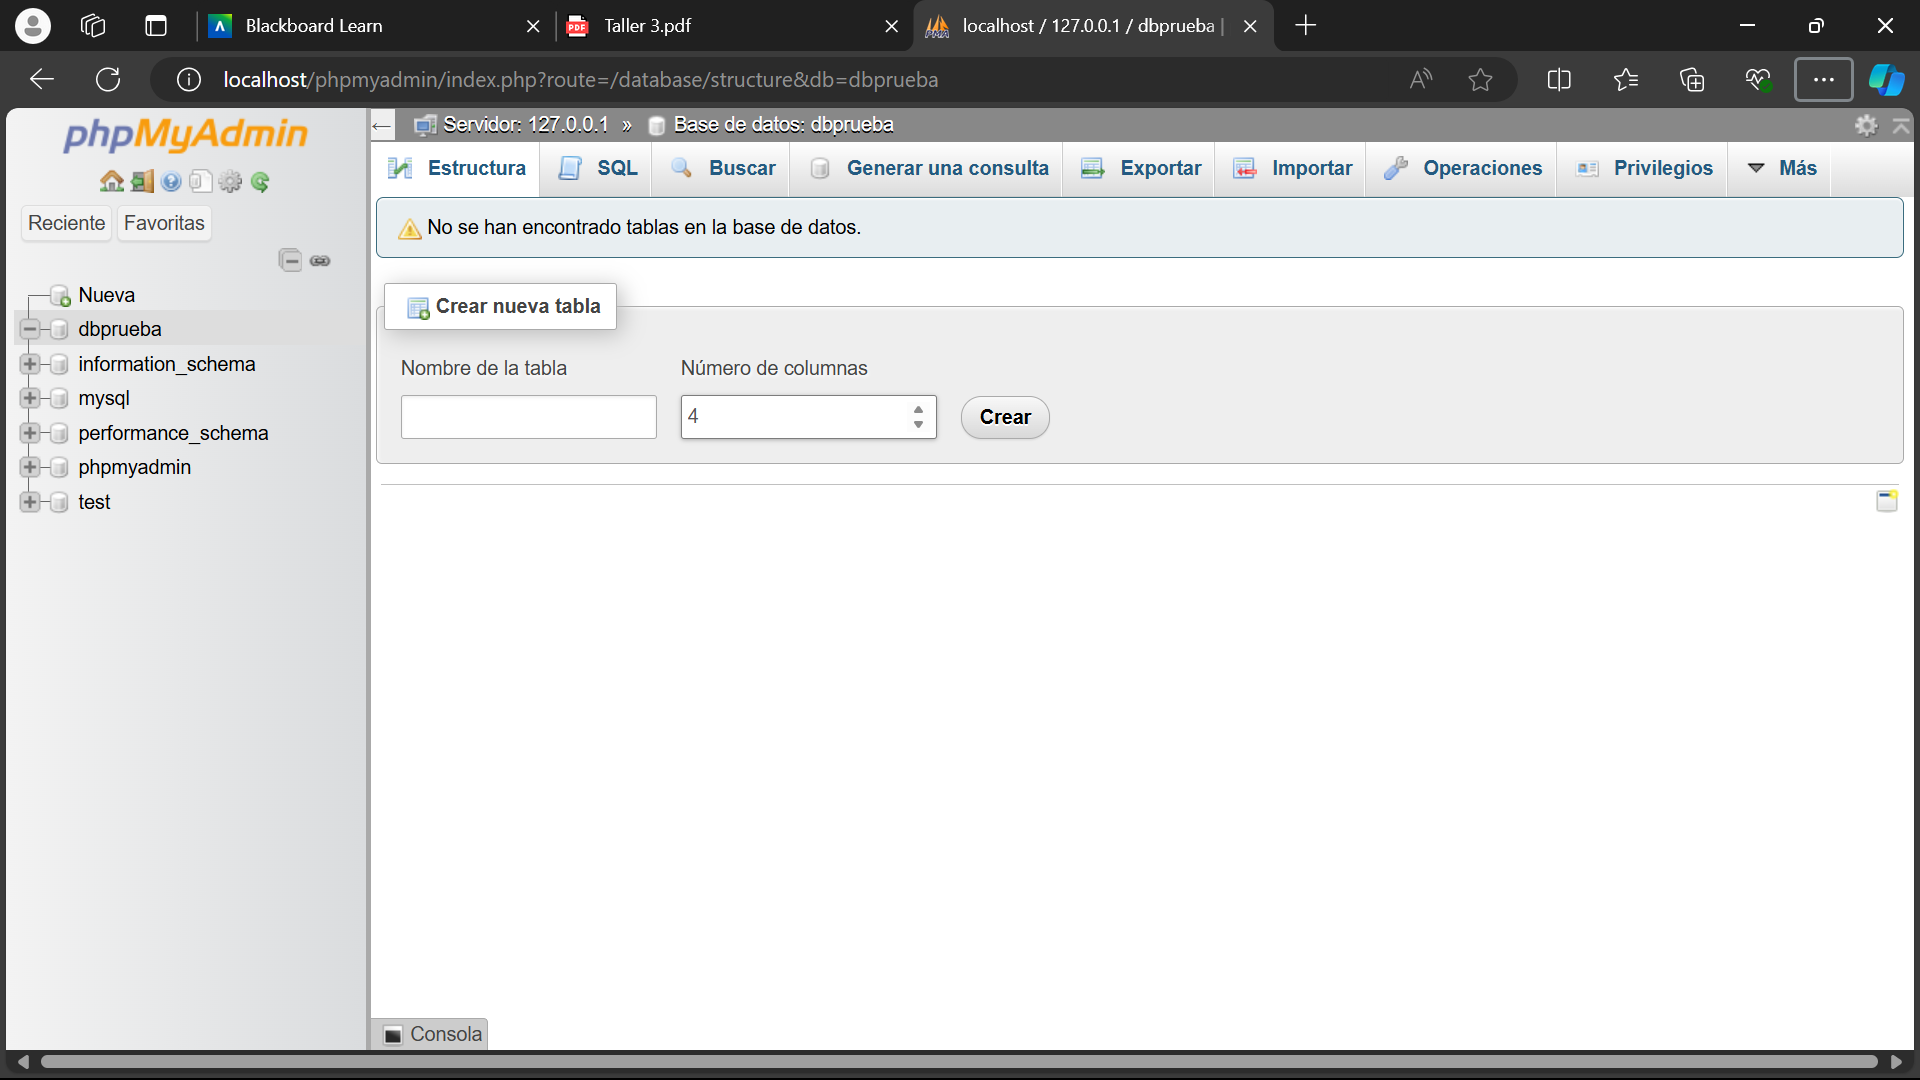 Blackboard Learn
PDF Taller 3.pdf
PMA localhost / 127.0.0.1 / dbprueba |
localhost/phpmyadmin/index.php?route=/database/structure&db=dbprueba
phpMyAdmin
Reciente Favoritas
Nueva
dbprueba
information_schema
mysql
performance_schema
phpmyadmin
test
Servidor: 127.0.0.1 » Base de datos: dbprueba
Estructura SQL Buscar Generar una consulta Exportar Importar Operaciones Privilegios Más
No se han encontrado tablas en la base de datos.
Crear nueva tabla
Nombre de la tabla Número de columnas
4 Crear
Consola